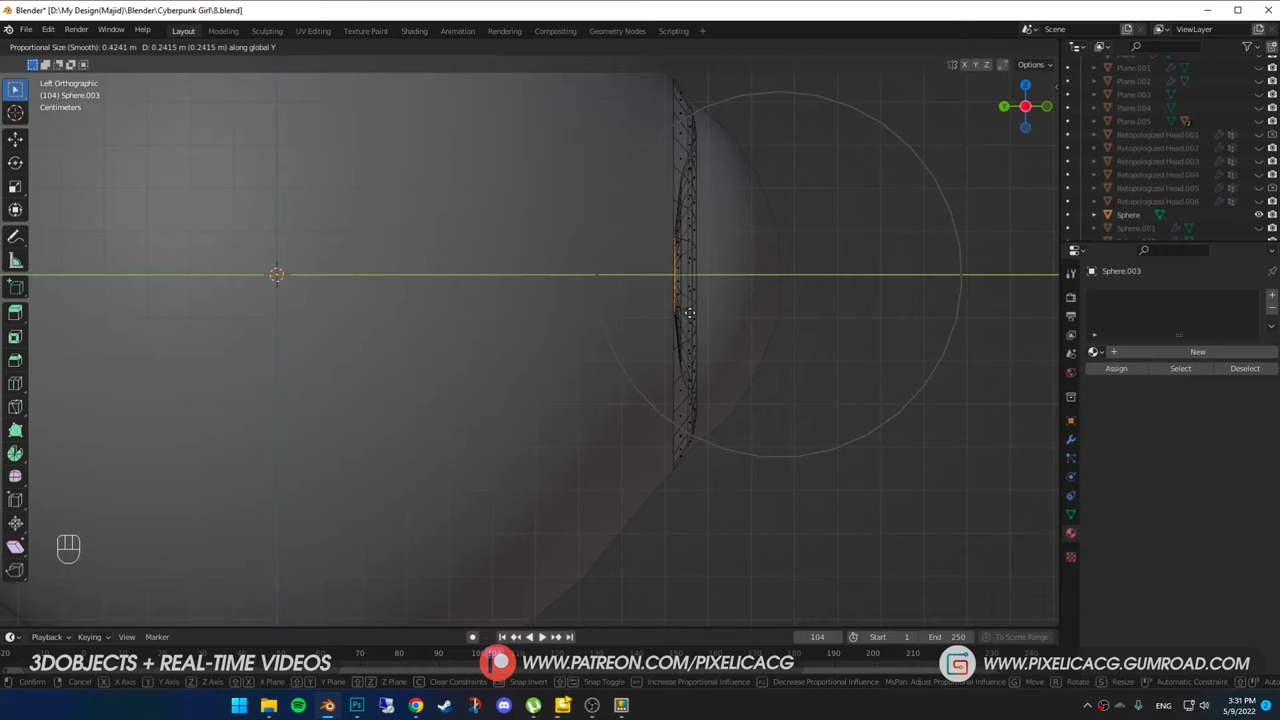 Blender* [D:\My Design(Majid)\Blender\Cyberpunk Girl\8.blend]
File Edit Render Window Help Layout Modeling Sculpting UV Editing Texture Paint Shading Animation Rendering Compositing Geometry Nodes Scripting + Scene ViewLayer
Proportional Size (Smooth): 0.4241 m D: 0.2415 m (0.2415 m) along global Y
X Y Z Options
Left Orthographic
(104) Sphere.003
Centimeters
Z
Y
Plane.001
Plane.002
Plane.003
Plane.004
Plane.005
Retopologized Head.001
Retopologized Head.002
Retopologized Head.003
Retopologized Head.004
Retopologized Head.005
Retopologized Head.006
Sphere
Sphere.001
Sphere.003
New
Assign Select Deselect
Playback Keying View Marker 104 Start 1 End 250 To Scene Range
3DOBJECTS + REAL-TIME VIDEOS WWW.PATREON.COM/PIXELICACG WWW.PIXELICACG.GUMROAD.COM
Confirm Cancel X X Axis Y Y Axis Z Z Axis X X Plane Y Y Plane Z Z Plane C Clear Constraints Snap Invert Snap Toggle Increase Proportional Influence Decrease Proportional Influence MsPan: Adjust Proportional Influence G Move R Rotate S Resize Automatic Constraint
ENG 3:31 PM
5/9/2022